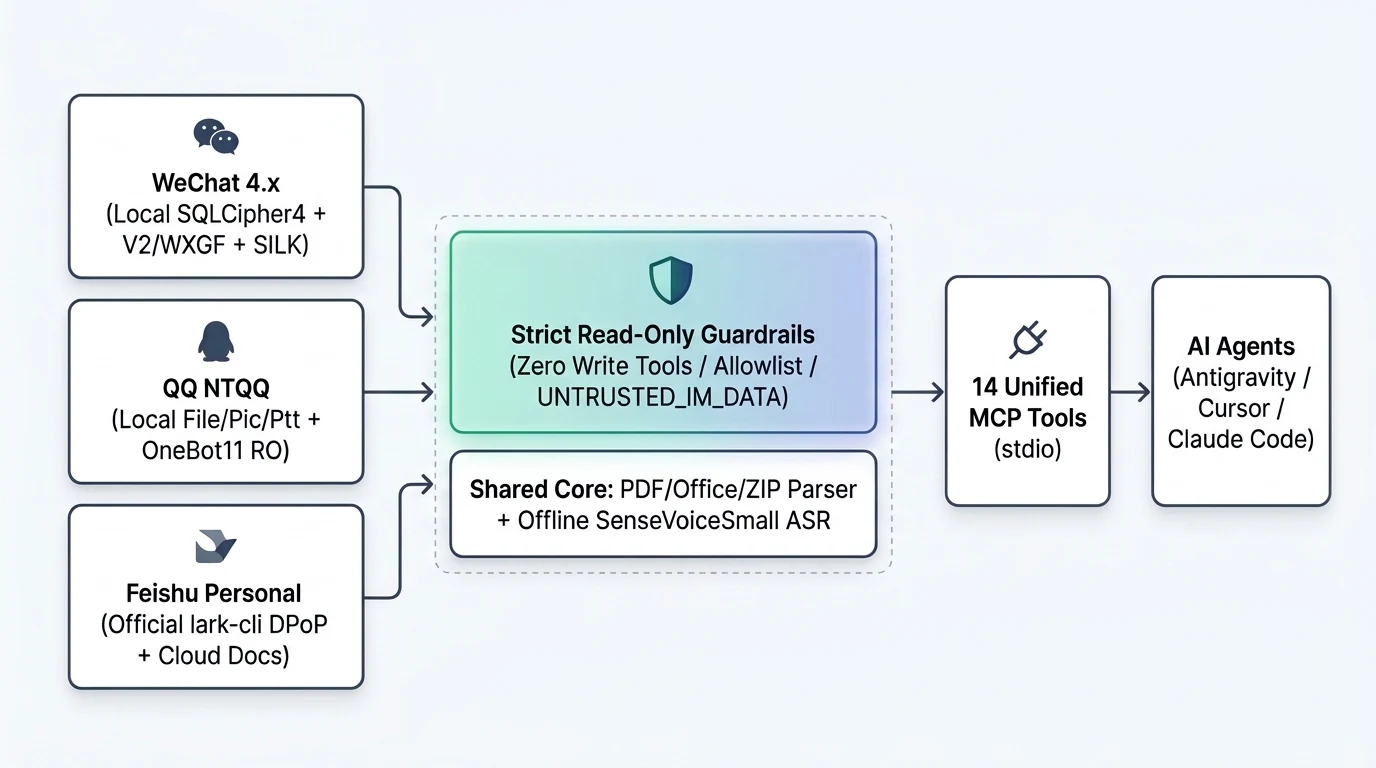 WeChat 4.x
(Local SQLCipher4 +
V2/WXGF + SILK)
QQ NTQQ
(Local File/Pic/Ptt +
OneBot11 RO)
Feishu Personal
(Official lark-cli DPoP
+ Cloud Docs)
Strict Read-Only Guardrails
(Zero Write Tools / Allowlist /
UNTRUSTED_IM_DATA)
Shared Core: PDF/Office/ZIP Parser
+ Offline SenseVoiceSmall ASR
14 Unified
MCP Tools
(stdio)
AI Agents
(Antigravity /
Cursor /
Claude Code)